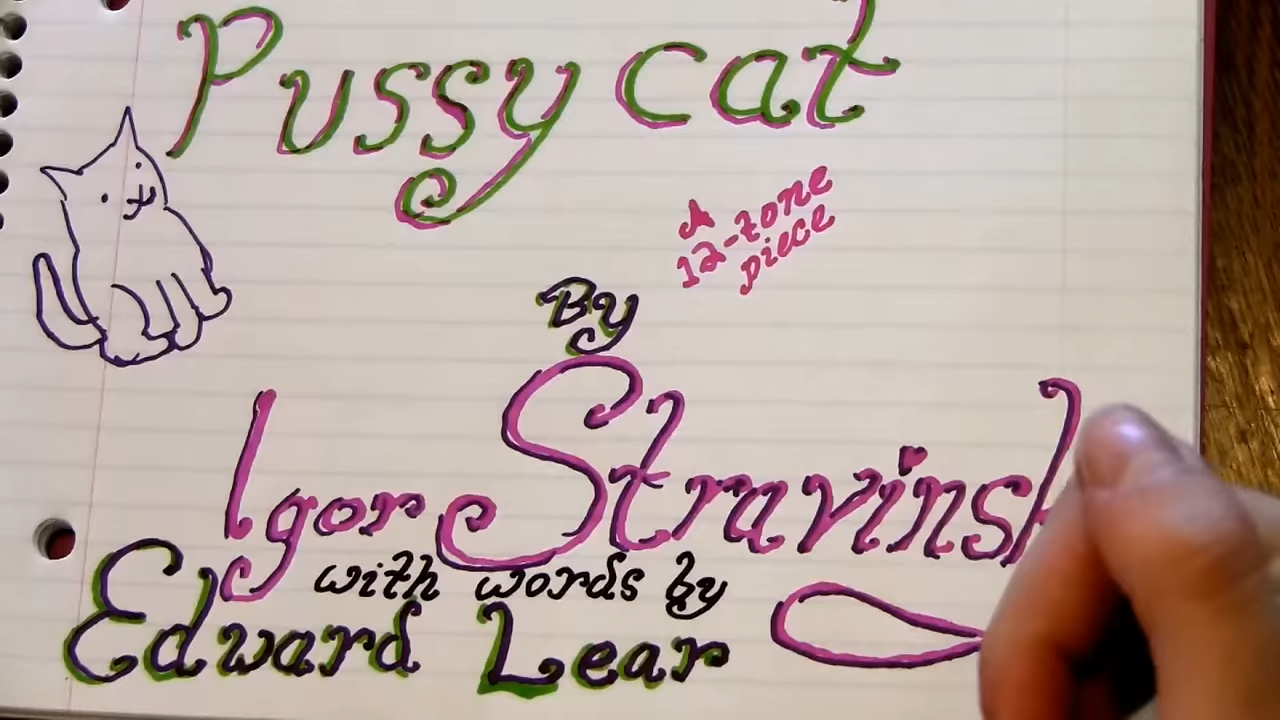 Pussy cat
A
12-tone
piece
By
Igor Stravinsk
with words by
Edward Lear